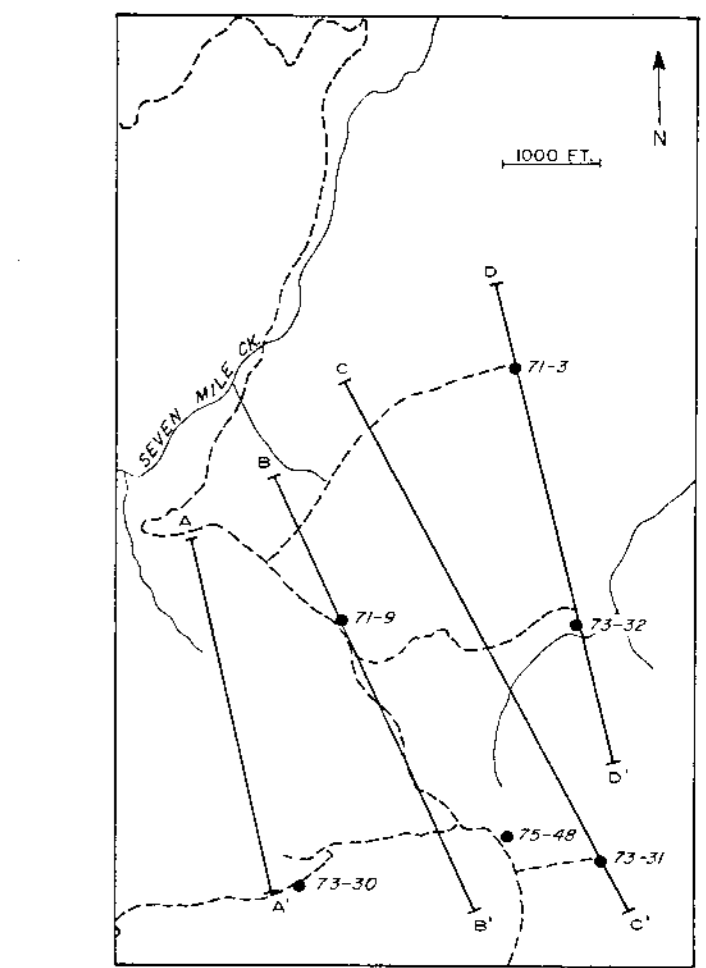 1000 FT.
N
D
71-3
C
SEVEN MILE CK.
B
A
71-9
73-32
D'
75-48
73-31
73-30
A'
B'
C'